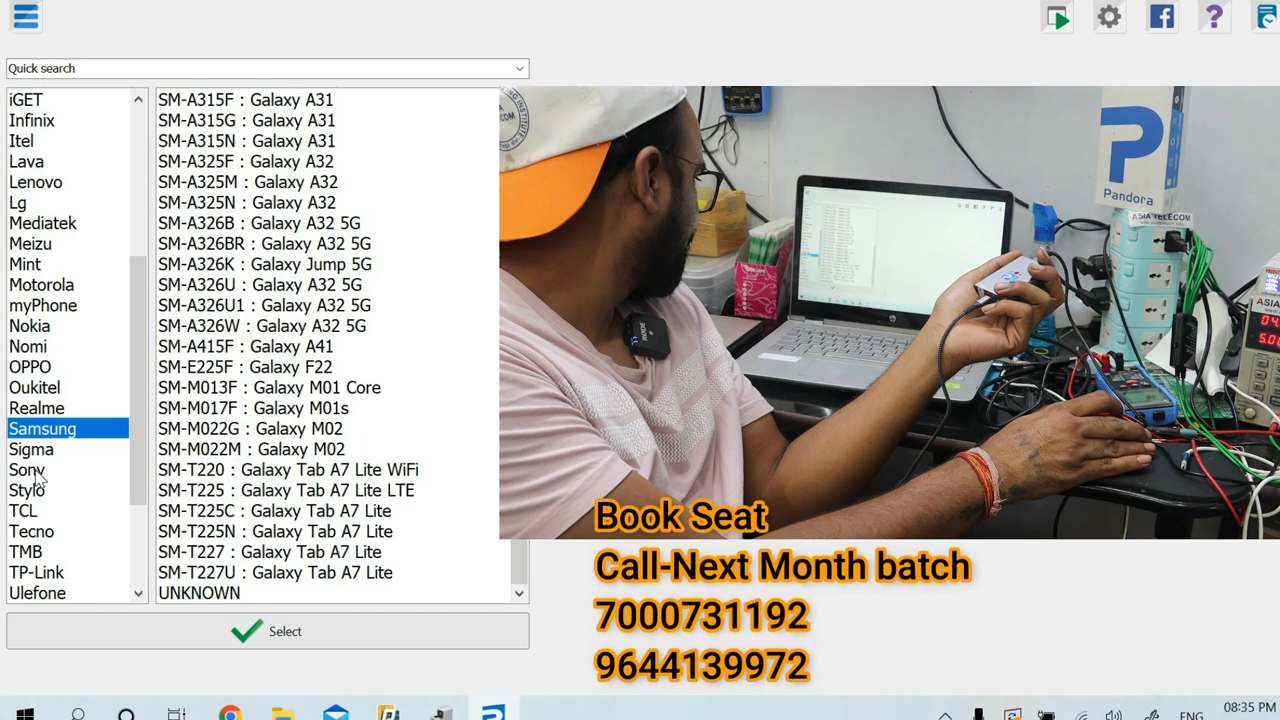 Quick search
iGET
Infinix
Itel
Lava
Lenovo
Lg
Mediatek
Meizu
Mint
Motorola
myPhone
Nokia
Nomi
OPPO
Oukitel
Realme
Samsung
Sigma
Sony
Stylo
TCL
Tecno
TMB
TP-Link
Ulefone
SM-A315F : Galaxy A31
SM-A315G : Galaxy A31
SM-A315N : Galaxy A31
SM-A325F : Galaxy A32
SM-A325M : Galaxy A32
SM-A325N : Galaxy A32
SM-A326B : Galaxy A32 5G
SM-A326BR : Galaxy A32 5G
SM-A326K : Galaxy Jump 5G
SM-A326U : Galaxy A32 5G
SM-A326U1 : Galaxy A32 5G
SM-A326W : Galaxy A32 5G
SM-A415F : Galaxy A41
SM-E225F : Galaxy F22
SM-M013F : Galaxy M01 Core
SM-M017F : Galaxy M01s
SM-M022G : Galaxy M02
SM-M022M : Galaxy M02
SM-T220 : Galaxy Tab A7 Lite WiFi
SM-T225 : Galaxy Tab A7 Lite LTE
SM-T225C : Galaxy Tab A7 Lite
SM-T225N : Galaxy Tab A7 Lite
SM-T227 : Galaxy Tab A7 Lite
SM-T227U : Galaxy Tab A7 Lite
UNKNOWN
Select
Pandora
ASIA TELECOM
Book Seat
Call-Next Month batch
7000731192
9644139972
ENG
08:35 PM